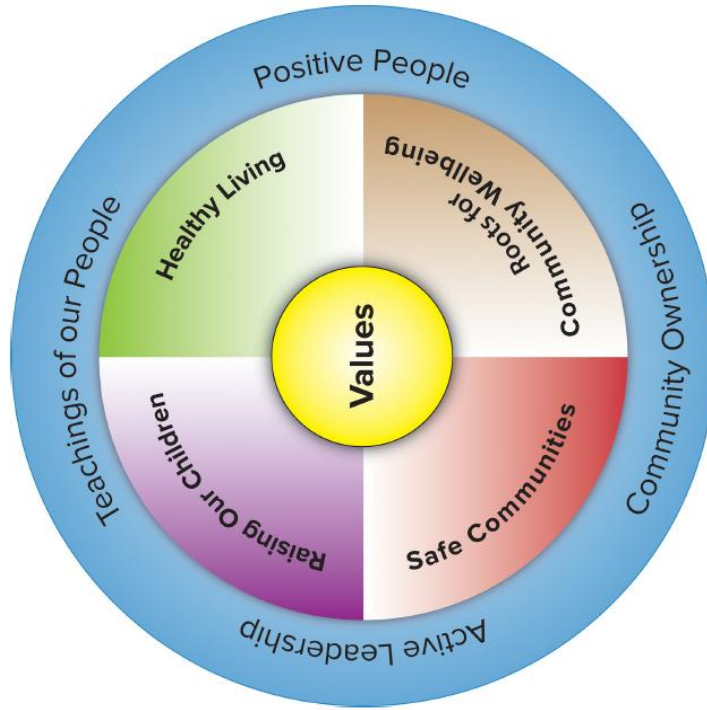 Positive People
Community Ownership
Active Leadership
Teachings of our People
Healthy Living
Roots for
Community Wellbeing
Safe Communities
Raising Our Children
Values